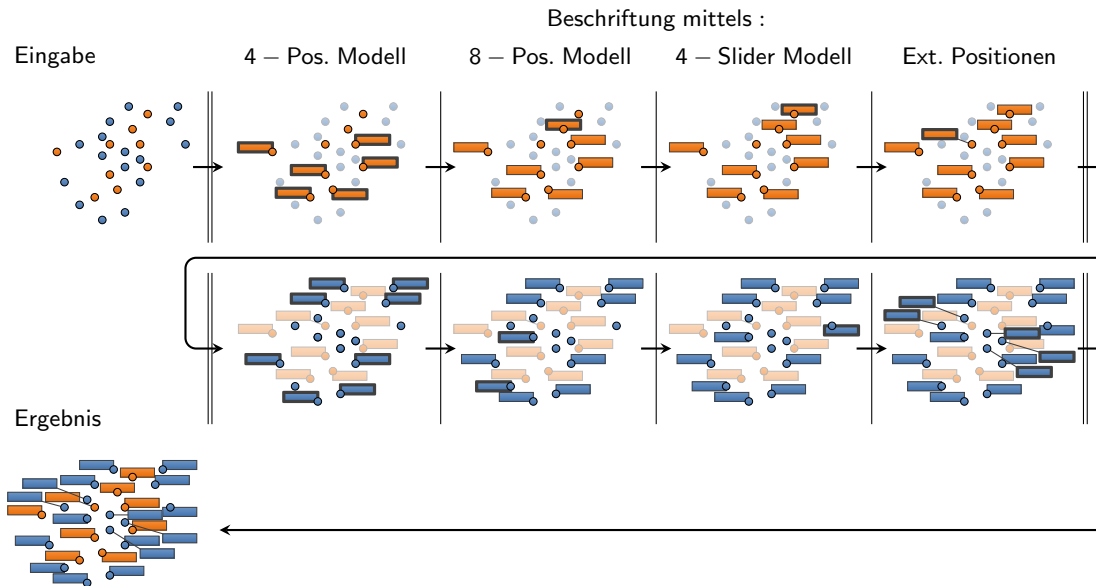 Beschriftung mittels :
Eingabe
4 – Pos. Modell
8 – Pos. Modell
4 – Slider Modell
Ext. Positionen
Ergebnis